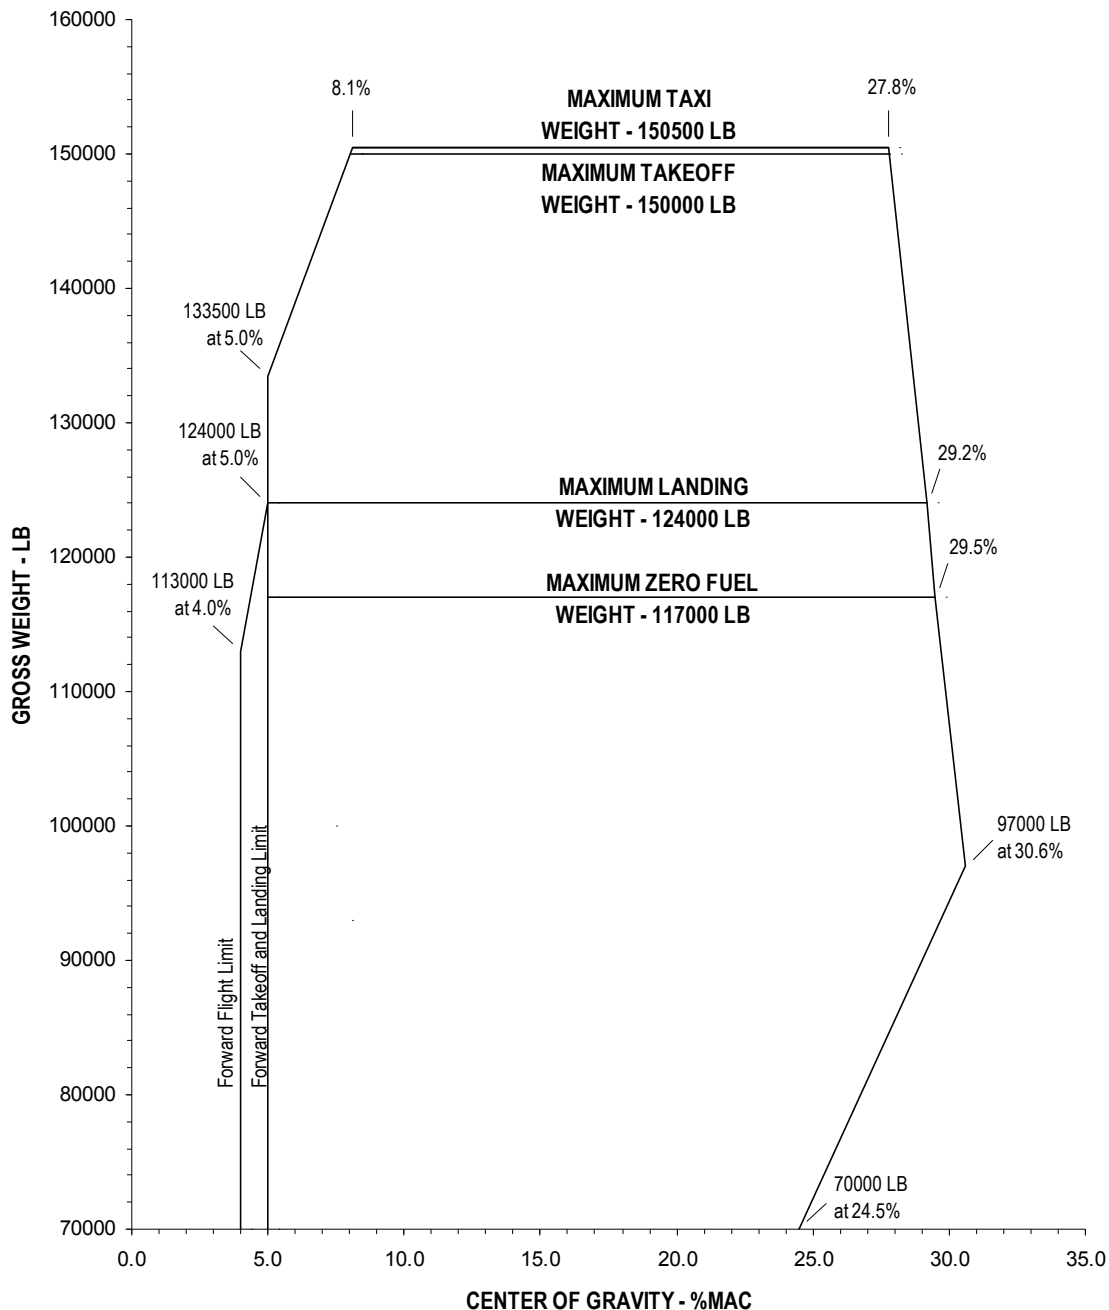 160000
8.1%
27.8%
MAXIMUM TAXI
WEIGHT - 150500 LB
150000
MAXIMUM TAKEOFF
WEIGHT - 150000 LB
140000
133500 LB
at 5.0%
130000
124000 LB
at 5.0%
29.2%
MAXIMUM LANDING
WEIGHT - 124000 LB
120000
29.5%
113000 LB
at 4.0%
MAXIMUM ZERO FUEL
WEIGHT - 117000 LB
GROSS WEIGHT - LB
110000
100000
97000 LB
at 30.6%
Forward Flight Limit
Forward Takeoff and Landing Limit
90000
80000
70000 LB
at 24.5%
70000
0.0 5.0 10.0 15.0 20.0 25.0 30.0 35.0
CENTER OF GRAVITY - %MAC